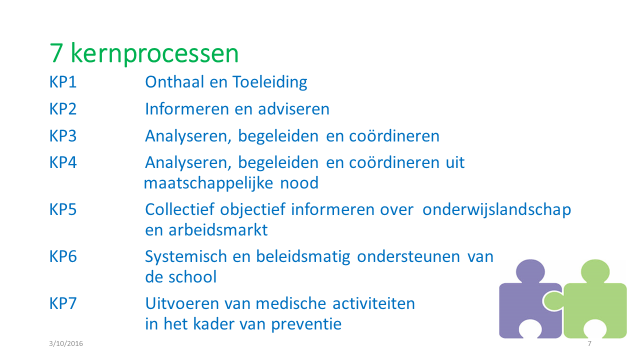 7 kernprocessen
KP1 Onthaal en Toeleiding
KP2 Informeren en adviseren
KP3 Analyseren, begeleiden en coördineren
KP4 Analyseren, begeleiden en coördineren uit
maatschappelijke nood
KP5 Collectief objectief informeren over onderwijslandschap
en arbeidsmarkt
KP6 Systemisch en beleidsmatig ondersteunen van
de school
KP7 Uitvoeren van medische activiteiten
in het kader van preventie
3/10/2016 7